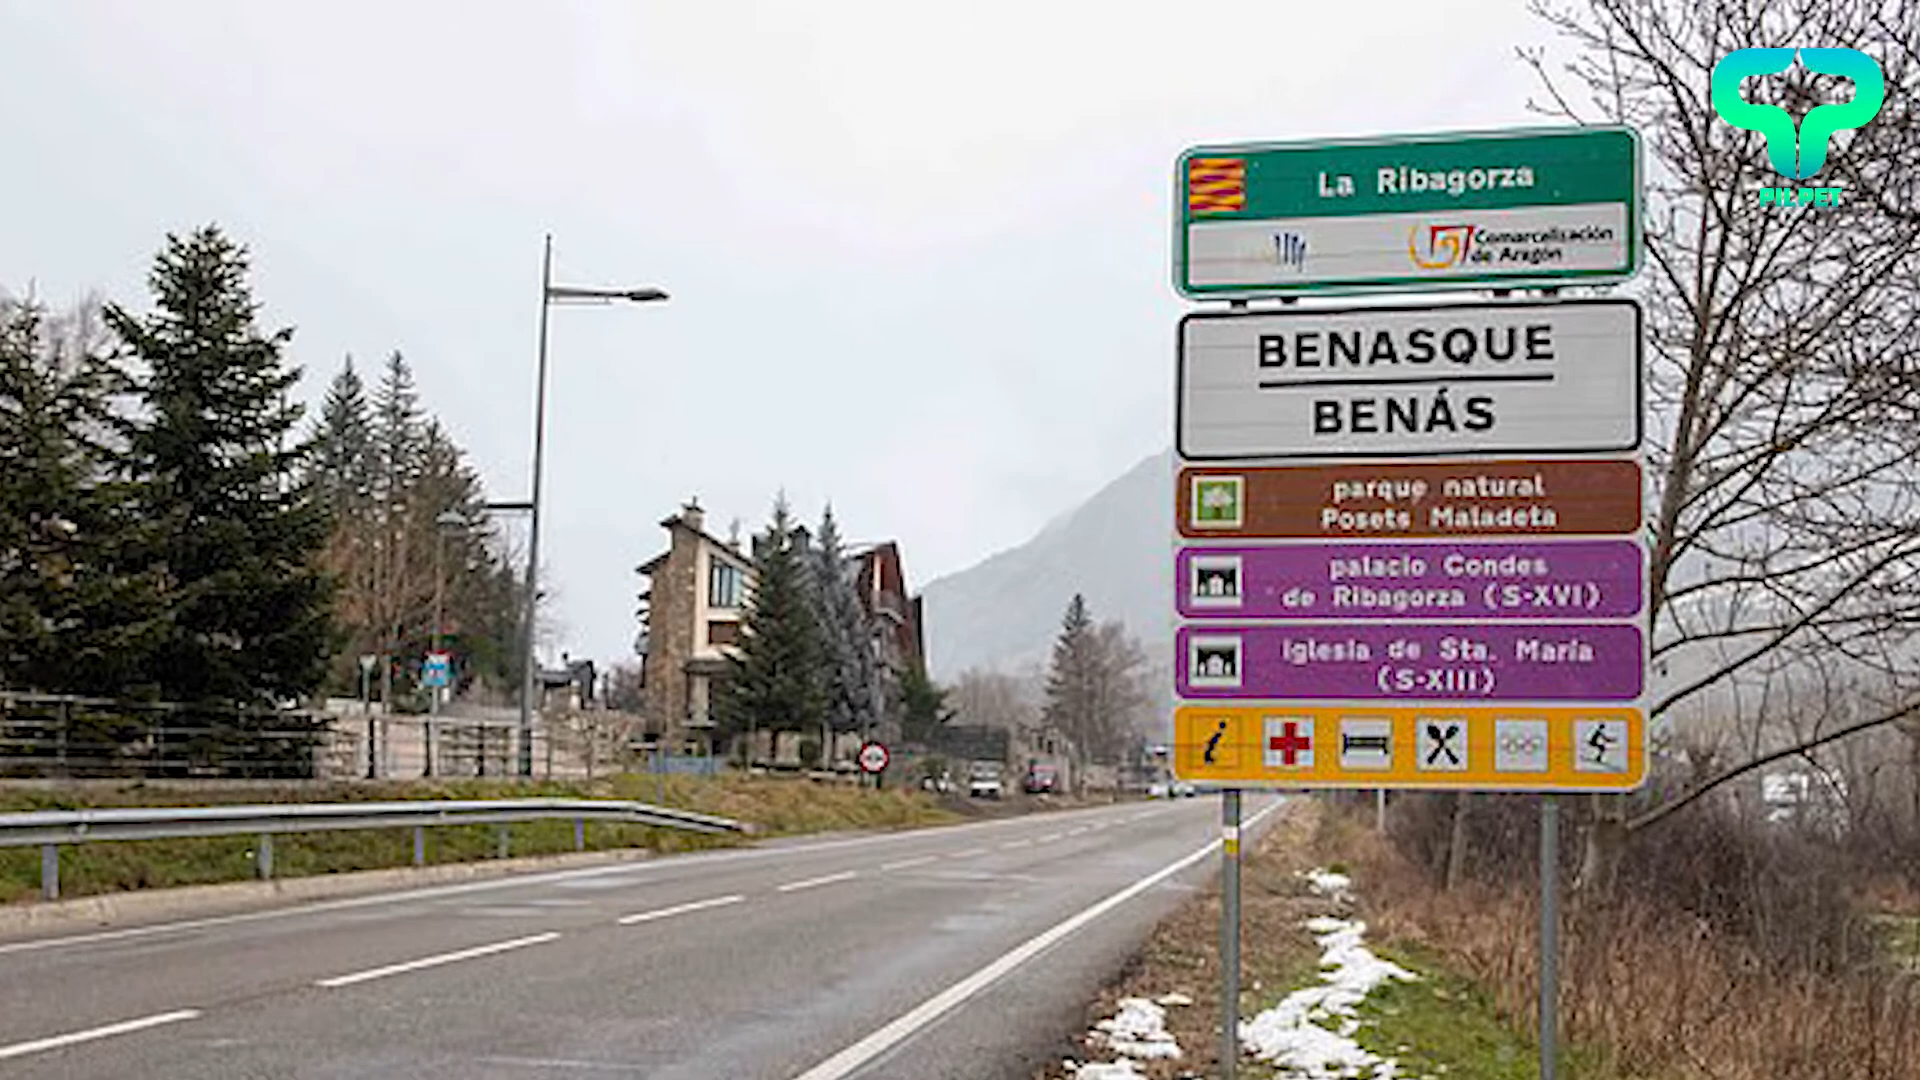 PILPET
La Ribagorza
Comarcalización
de Aragón
BENASQUE
BENÁS
parque natural
Posets Maladeta
palacio Condes
de Ribagorza (S-XVI)
iglesia de Sta. María
(S-XIII)
i